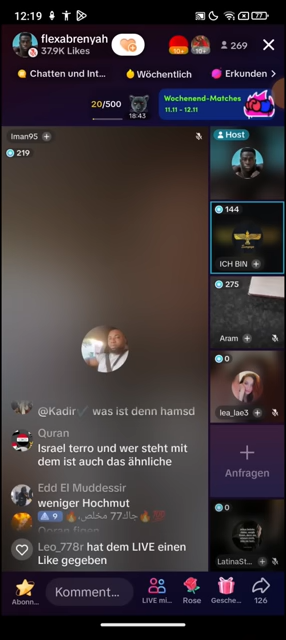 12:19
77
flexabrenyah
37.9K Likes
10+
10+
269
Chatten und Int...
Wöchentlich
Erkunden
20/500
18:43
Wochenend-Matches
11.11 - 12.11
Iman95
219
Host
144
ICH BIN
275
Aram
0
lea_lae3
Anfragen
0
LatinaSt...
@Kadir✓ was ist denn hamsd
Quran
Israel terro und wer steht mit
dem ist auch das ähnliche
Edd El Muddessir
weniger Hochmut
9
Leo_778r hat dem LIVE einen
Like gegeben
Abonn...
Komment...
LIVE mi...
Rose
Gesche...
126